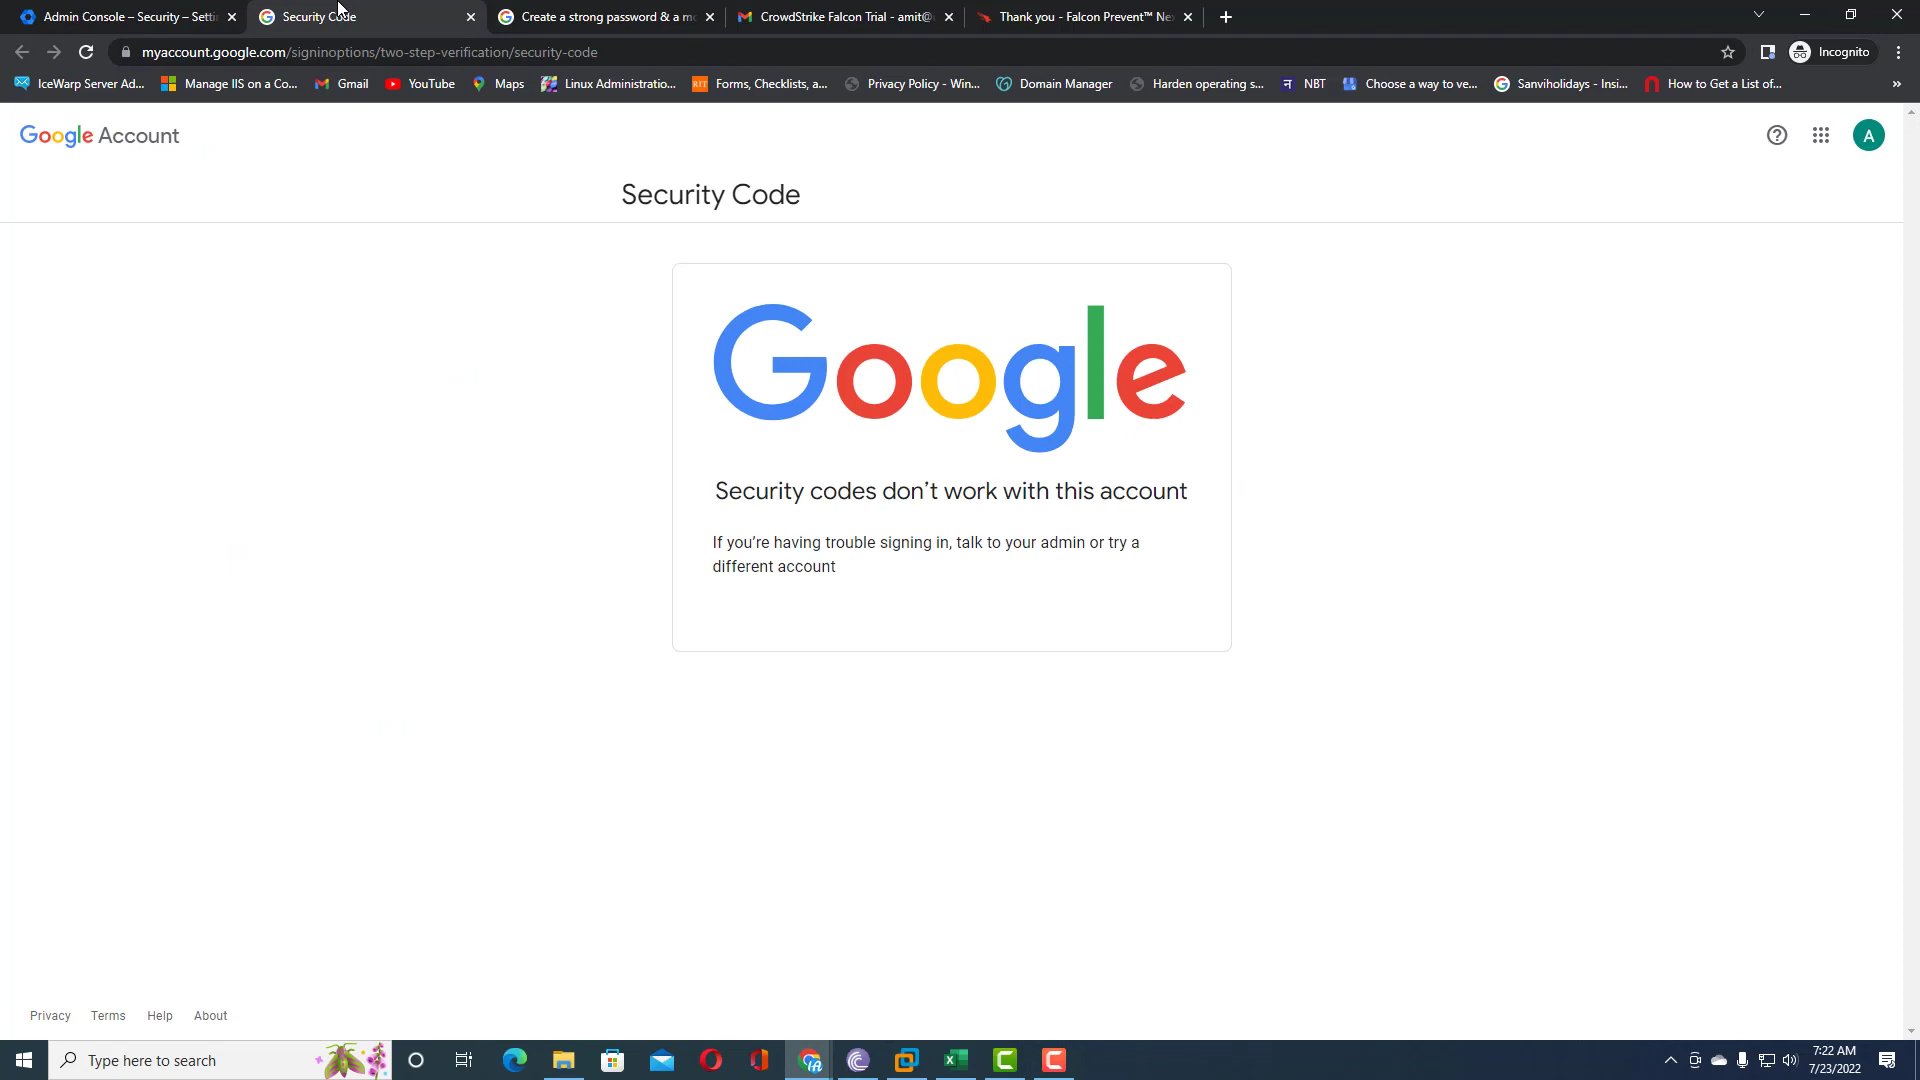 Admin Console – Security – Setti
Security Code
Create a strong password & a mo
CrowdStrike Falcon Trial - amit@
Thank you - Falcon Prevent™ Ne
myaccount.google.com/signinoptions/two-step-verification/security-code
Incognito
IceWarp Server Ad...
Manage IIS on a Co...
Gmail
YouTube
Maps
Linux Administratio...
Forms, Checklists, a...
Privacy Policy - Win...
Domain Manager
Harden operating s...
NBT
Choose a way to ve...
Sanviholidays - Insi...
How to Get a List of...
»
Google Account
A
Security Code
Google
Security codes don’t work with this account
If you’re having trouble signing in, talk to your admin or try a
different account
Privacy
Terms
Help
About
Type here to search
7:22 AM
7/23/2022